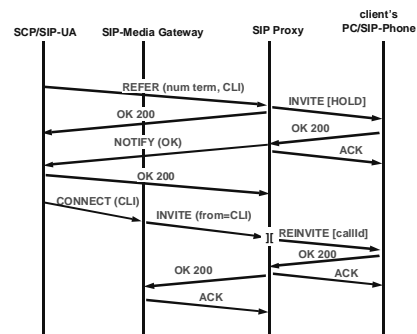 client's
SCP/SIP-UA SIP-Media Gateway SIP Proxy PC/SIP-Phone
REFER (num term, CLI)
INVITE [HOLD]
OK 200
OK 200
NOTIFY (OK)
ACK
OK 200
CONNECT (CLI)
INVITE (from=CLI)
][ REINVITE [callId]
OK 200
OK 200
ACK
ACK